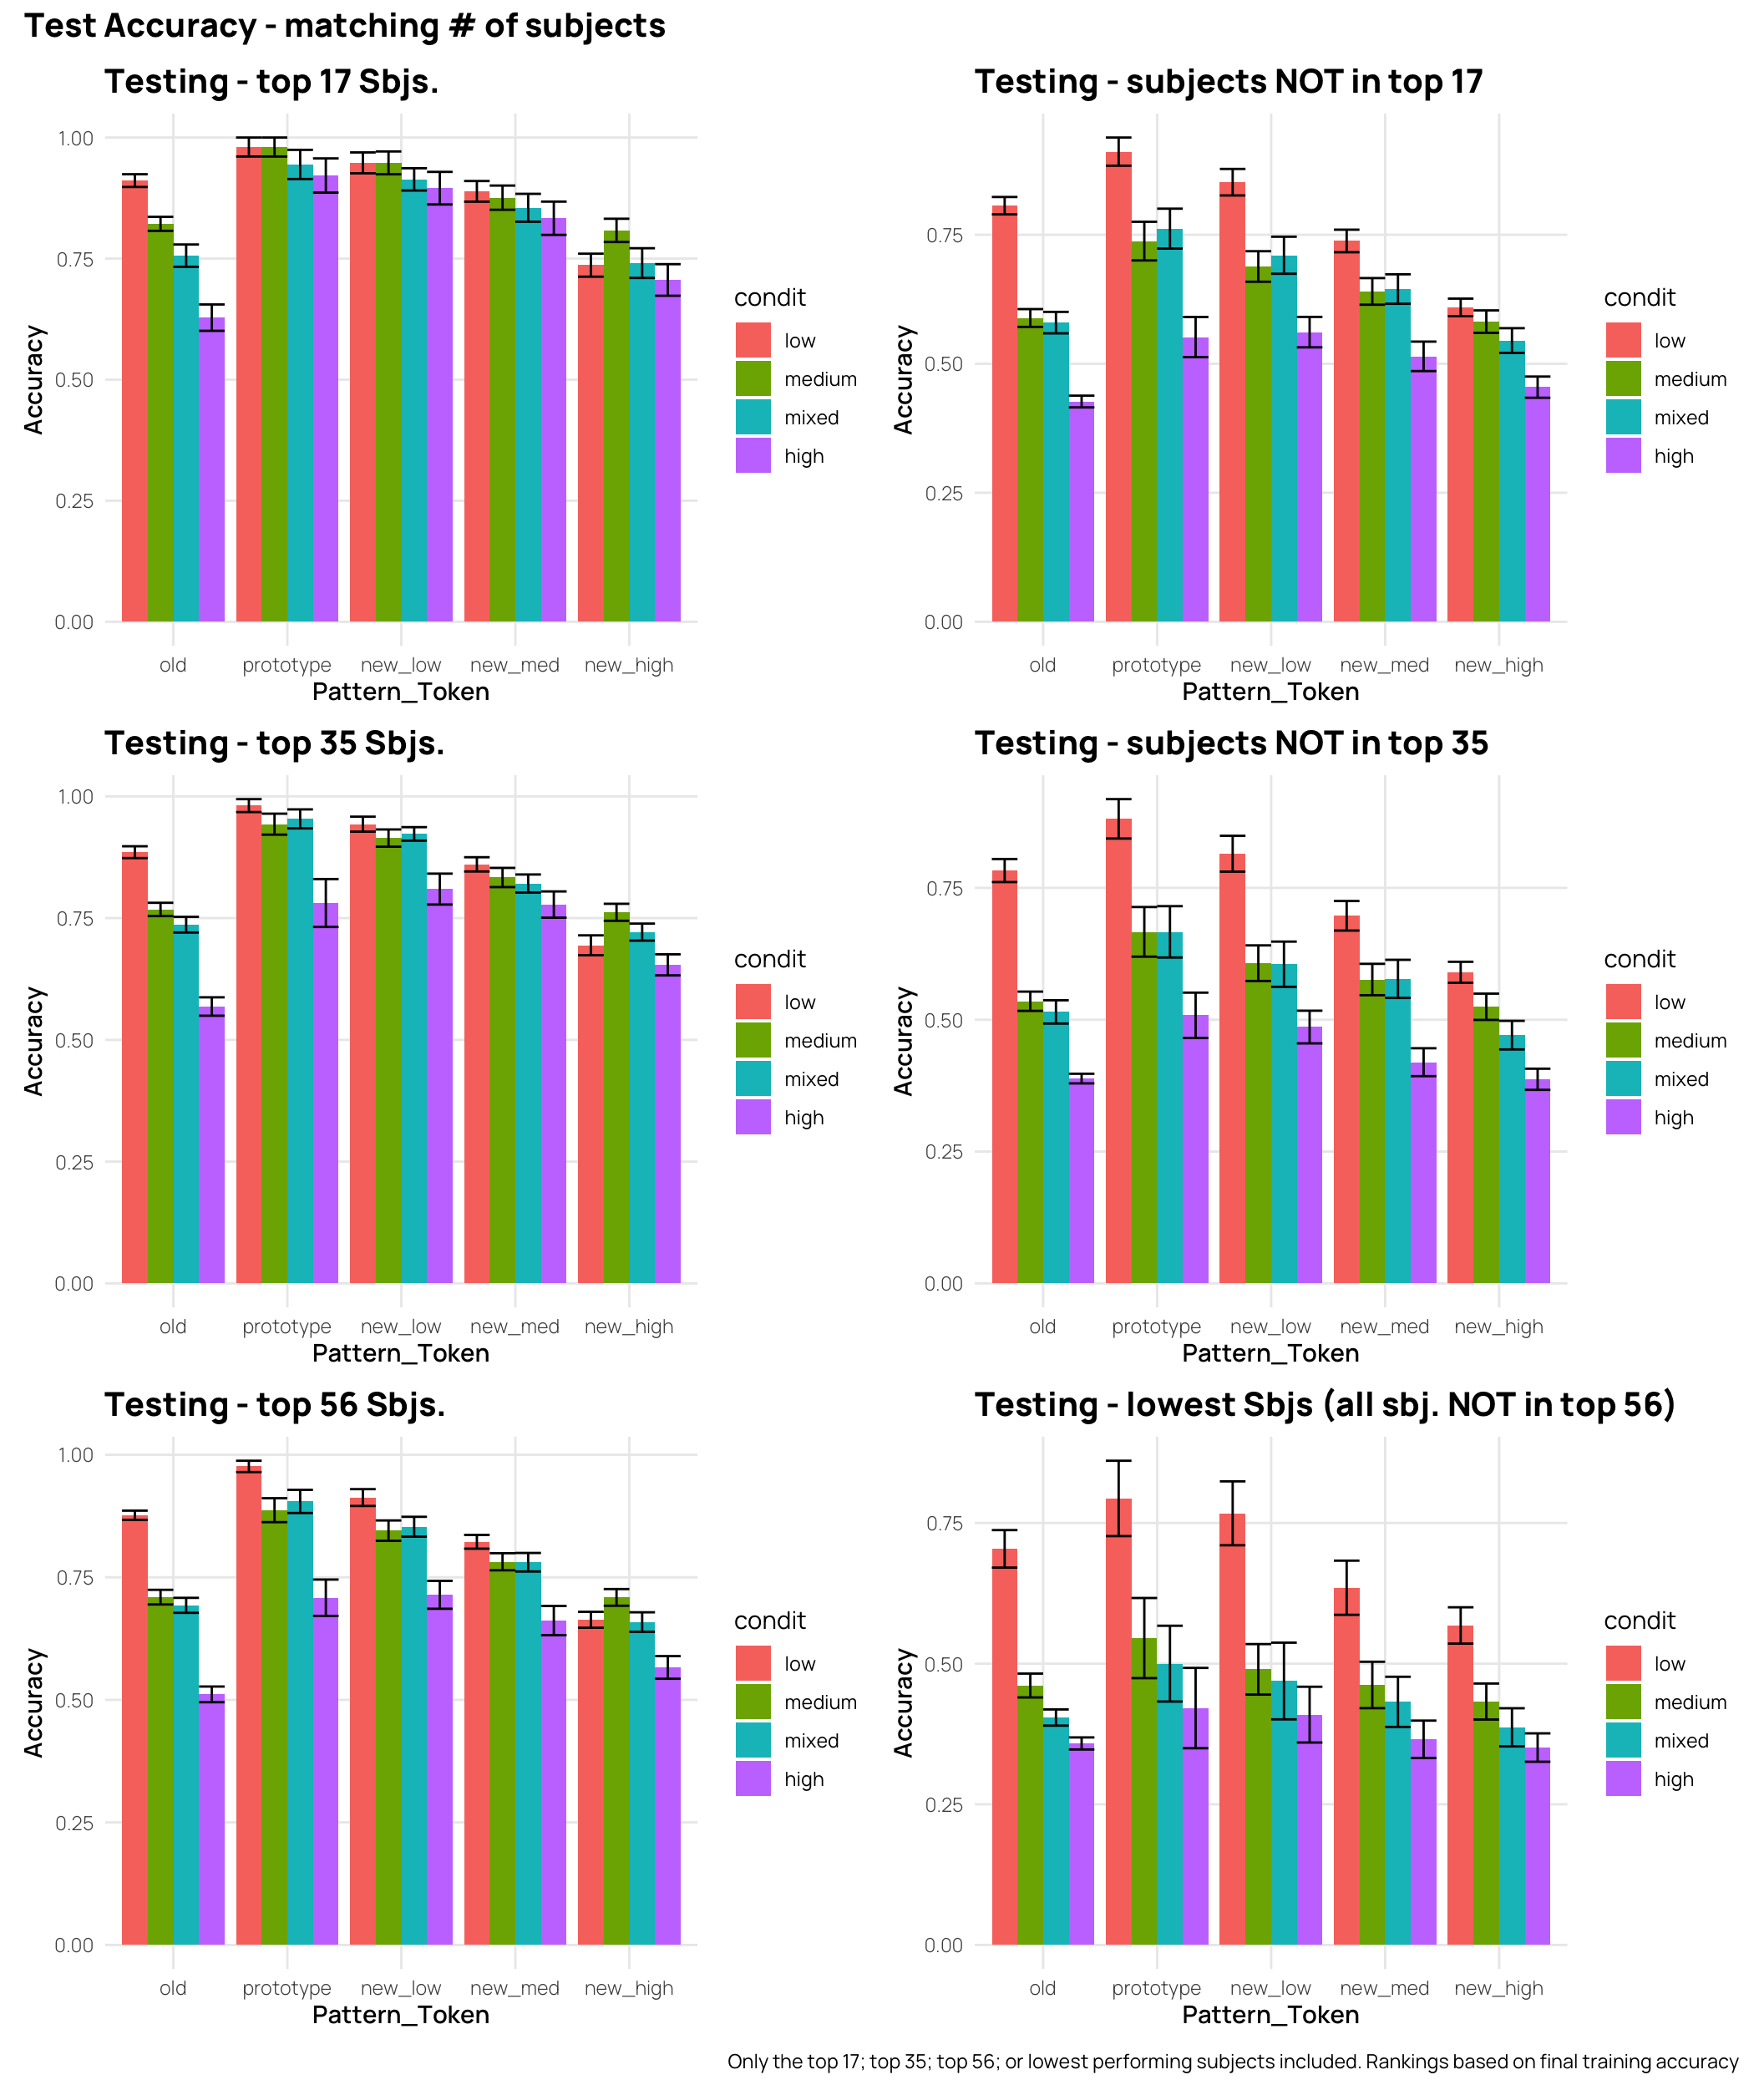 Test Accuracy - matching # of subjects
Testing - top 17 Sbjs.
1.00
0.75
0.50
0.25
0.00
Accuracy
old prototype new_low new_med new_high
Pattern_Token
condit
low
medium
mixed
high
Testing - subjects NOT in top 17
0.75
0.50
0.25
0.00
Accuracy
old prototype new_low new_med new_high
Pattern_Token
condit
low
medium
mixed
high
Testing - top 35 Sbjs.
1.00
0.75
0.50
0.25
0.00
Accuracy
old prototype new_low new_med new_high
Pattern_Token
condit
low
medium
mixed
high
Testing - subjects NOT in top 35
0.75
0.50
0.25
0.00
Accuracy
old prototype new_low new_med new_high
Pattern_Token
condit
low
medium
mixed
high
Testing - top 56 Sbjs.
1.00
0.75
0.50
0.25
0.00
Accuracy
old prototype new_low new_med new_high
Pattern_Token
condit
low
medium
mixed
high
Testing - lowest Sbjs (all sbj. NOT in top 56)
0.75
0.50
0.25
0.00
Accuracy
old prototype new_low new_med new_high
Pattern_Token
condit
low
medium
mixed
high
Only the top 17; top 35; top 56; or lowest performing subjects included. Rankings based on final training accuracy